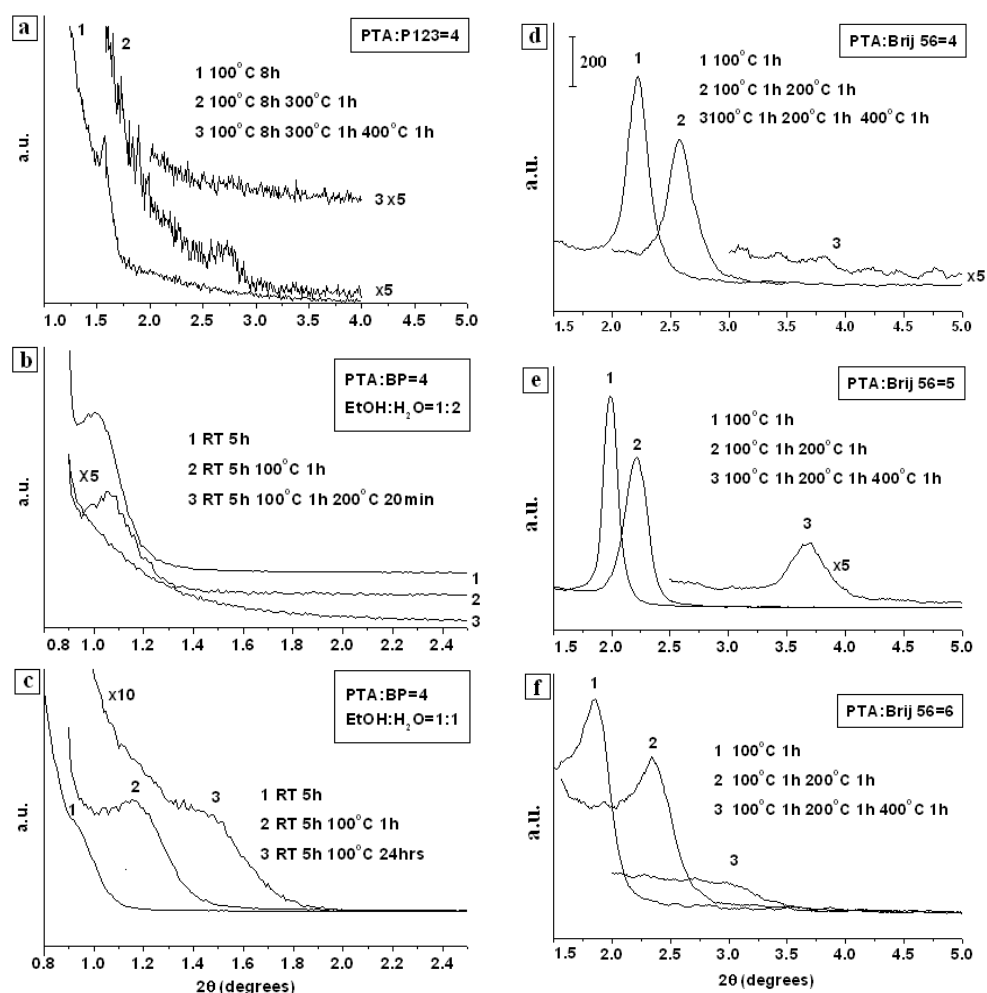 a
1
2
PTA:P123=4
1 100°C 8h
2 100°C 8h 300°C 1h
3 100°C 8h 300°C 1h 400°C 1h
a.u.
3 x5
x5
1.0 1.5 2.0 2.5 3.0 3.5 4.0 4.5 5.0
b
PTA:BP=4
EtOH:H₂O=1:2
1 RT 5h
2 RT 5h 100°C 1h
3 RT 5h 100°C 1h 200°C 20min
X5
a.u.
1
2
3
0.8 1.0 1.2 1.4 1.6 1.8 2.0 2.2 2.4
c
x10
PTA:BP=4
EtOH:H₂O=1:1
1
2
3
1 RT 5h
2 RT 5h 100°C 1h
3 RT 5h 100°C 24hrs
a.u.
0.8 1.0 1.2 1.4 1.6 1.8 2.0 2.2 2.4
2θ (degrees)
d
200
PTA:Brij 56=4
1
2
1 100°C 1h
2 100°C 1h 200°C 1h
3100°C 1h 200°C 1h 400°C 1h
a.u.
3
x5
1.5 2.0 2.5 3.0 3.5 4.0 4.5 5.0
e
PTA:Brij 56=5
1
2
1 100°C 1h
2 100°C 1h 200°C 1h
3 100°C 1h 200°C 1h 400°C 1h
a.u.
3
x5
1.5 2.0 2.5 3.0 3.5 4.0 4.5 5.0
f
PTA:Brij 56=6
1
2
1 100°C 1h
2 100°C 1h 200°C 1h
3 100°C 1h 200°C 1h 400°C 1h
a.u.
3
1.5 2.0 2.5 3.0 3.5 4.0 4.5 5.0
2θ (degrees)